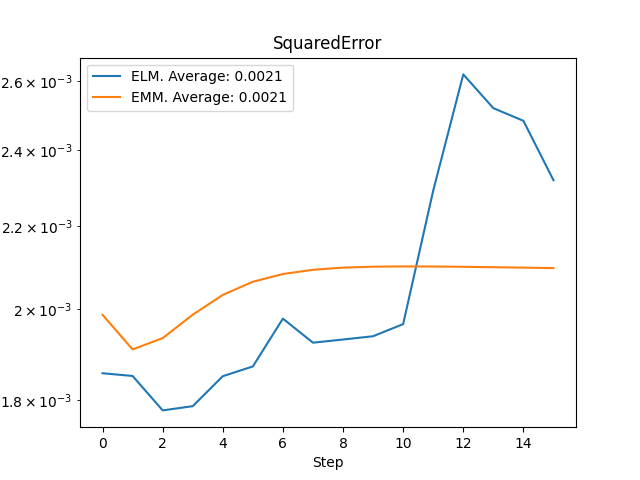 SquaredError
ELM. Average: 0.0021
EMM. Average: 0.0021
2.6 × 10⁻³
2.4 × 10⁻³
2.2 × 10⁻³
2 × 10⁻³
1.8 × 10⁻³
0 2 4 6 8 10 12 14
Step